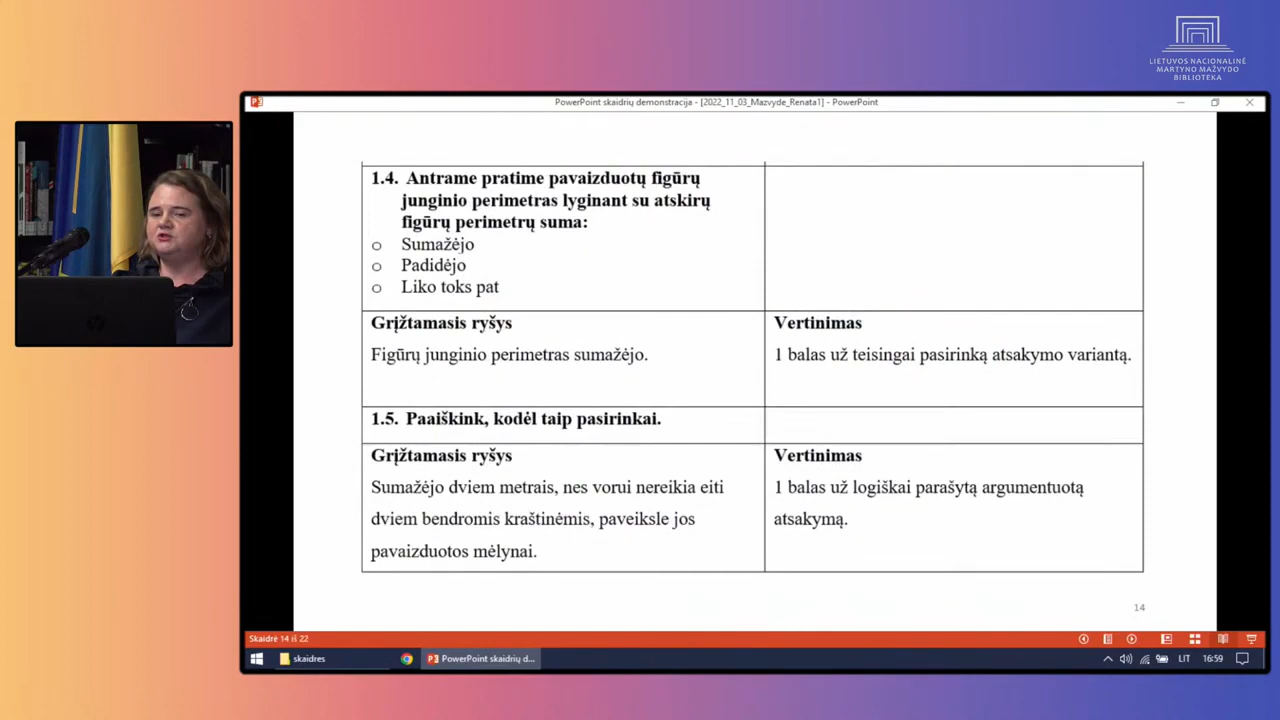 LIETUVOS NACIONALINĖ
MARTYNO MAŽVYDO
BIBLIOTEKA
PowerPoint skaidrių demonstracija - [2022_11_03_Mazvyde_Renata1] - PowerPoint
1.4. Antrame pratime pavaizduotų figūrų
junginio perimetras lyginant su atskirų
figūrų perimetrų suma:
o Sumažėjo
o Padidėjo
o Liko toks pat
Grįžtamasis ryšys
Figūrų junginio perimetras sumažėjo.
Vertinimas
1 balas už teisingai pasirinką atsakymo variantą.
1.5. Paaiškink, kodėl taip pasirinkai.
Grįžtamasis ryšys
Sumažėjo dviem metrais, nes vorui nereikia eiti
dviem bendromis kraštinėmis, paveiksle jos
pavaizduotos mėlynai.
Vertinimas
1 balas už logiškai parašytą argumentuotą
atsakymą.
14
Skaidrė 14 iš 22
skaidres
PowerPoint skaidrių d...
LIT
16:59